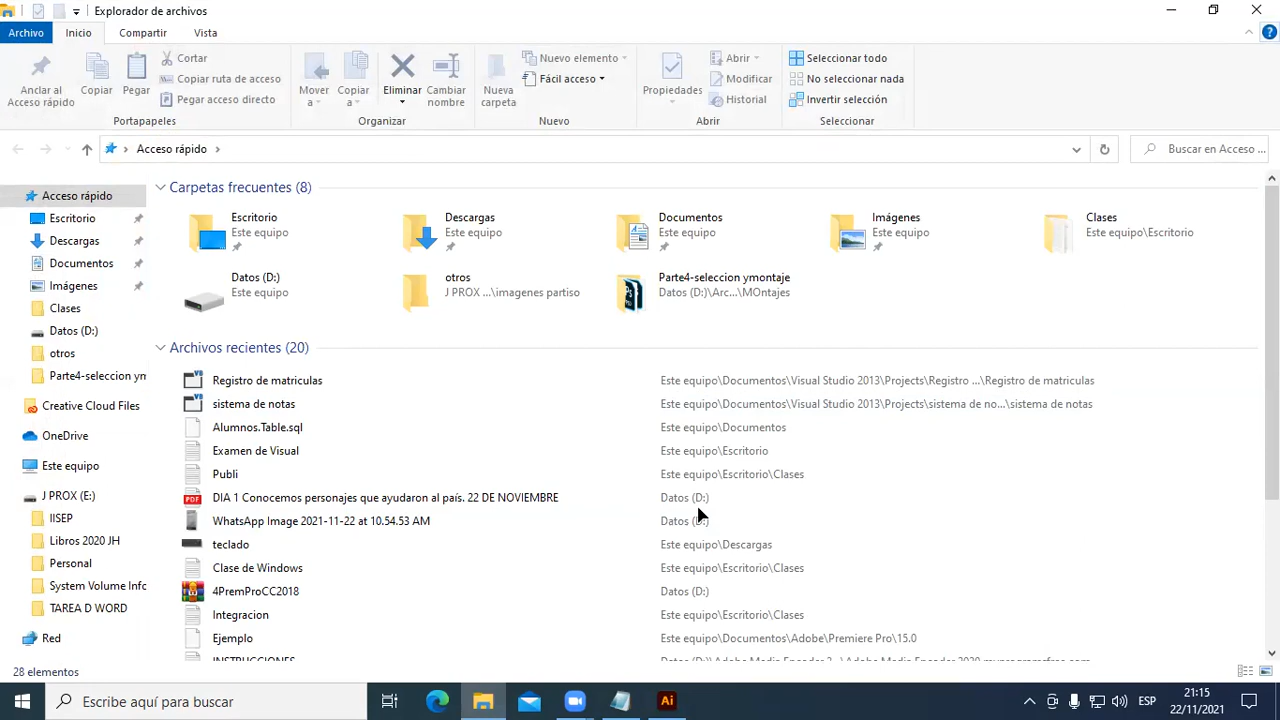 Explorador de archivos
Archivo Inicio Compartir Vista
Anclar al Acceso rápido
Copiar
Pegar
Cortar
Copiar ruta de acceso
Pegar acceso directo
Portapapeles
Mover a
Copiar a
Eliminar
Cambiar nombre
Organizar
Nueva carpeta
Nuevo elemento
Fácil acceso
Nuevo
Propiedades
Abrir
Modificar
Historial
Abrir
Seleccionar todo
No seleccionar nada
Invertir selección
Seleccionar
Acceso rápido
Buscar en Acceso ...
Acceso rápido
Escritorio
Descargas
Documentos
Imágenes
Clases
Datos (D:)
otros
Parte4-seleccion ym
Creative Cloud Files
OneDrive
Este equipo
J PROX (E:)
IISEP
Libros 2020 JH
Personal
System Volume Info
TAREA D WORD
Red
Carpetas frecuentes (8)
Escritorio
Este equipo
Descargas
Este equipo
Documentos
Este equipo
Imágenes
Este equipo
Clases
Este equipo\Escritorio
Datos (D:)
Este equipo
otros
J PROX ...\imagenes partiso
Parte4-seleccion ymontaje
Datos (D:)\Arc...\MOntajes
Archivos recientes (20)
Registro de matriculas Este equipo\Documentos\Visual Studio 2013\Projects\Registro ...\Registro de matriculas
sistema de notas Este equipo\Documentos\Visual Studio 2013\Projects\sistema de no...\sistema de notas
Alumnos.Table.sql Este equipo\Documentos
Examen de Visual Este equipo\Escritorio
Publi Este equipo\Escritorio\Clases
DIA 1 Conocemos personajes que ayudaron al país. 22 DE NOVIEMBRE Datos (D:)
WhatsApp Image 2021-11-22 at 10.54.53 AM Datos (D:)
teclado Este equipo\Descargas
Clase de Windows Este equipo\Escritorio\Clases
4PremProCC2018 Datos (D:)
Integracion Este equipo\Escritorio\Clases
Ejemplo Este equipo\Documentos\Adobe\Premiere Pro\15.0
INSTRUCCIONES
28 elementos
Escribe aquí para buscar
Ai
ESP
21:15
22/11/2021